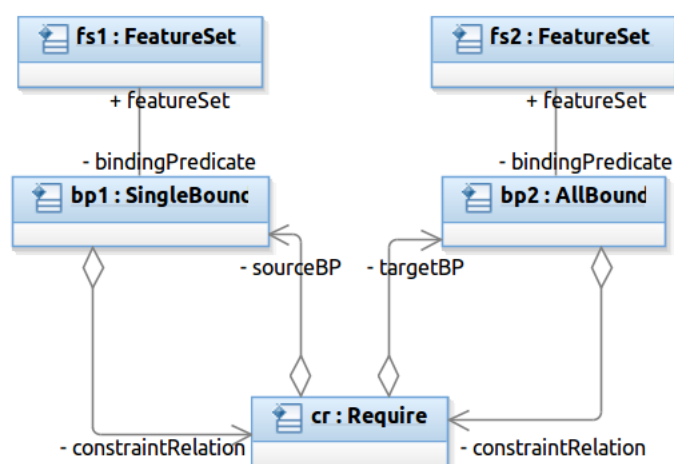 fs1 : FeatureSet
fs2 : FeatureSet
+ featureSet
+ featureSet
- bindingPredicate
- bindingPredicate
bp1 : SingleBounc
bp2 : AllBound
- sourceBP
- targetBP
cr : Require
- constraintRelation
- constraintRelation